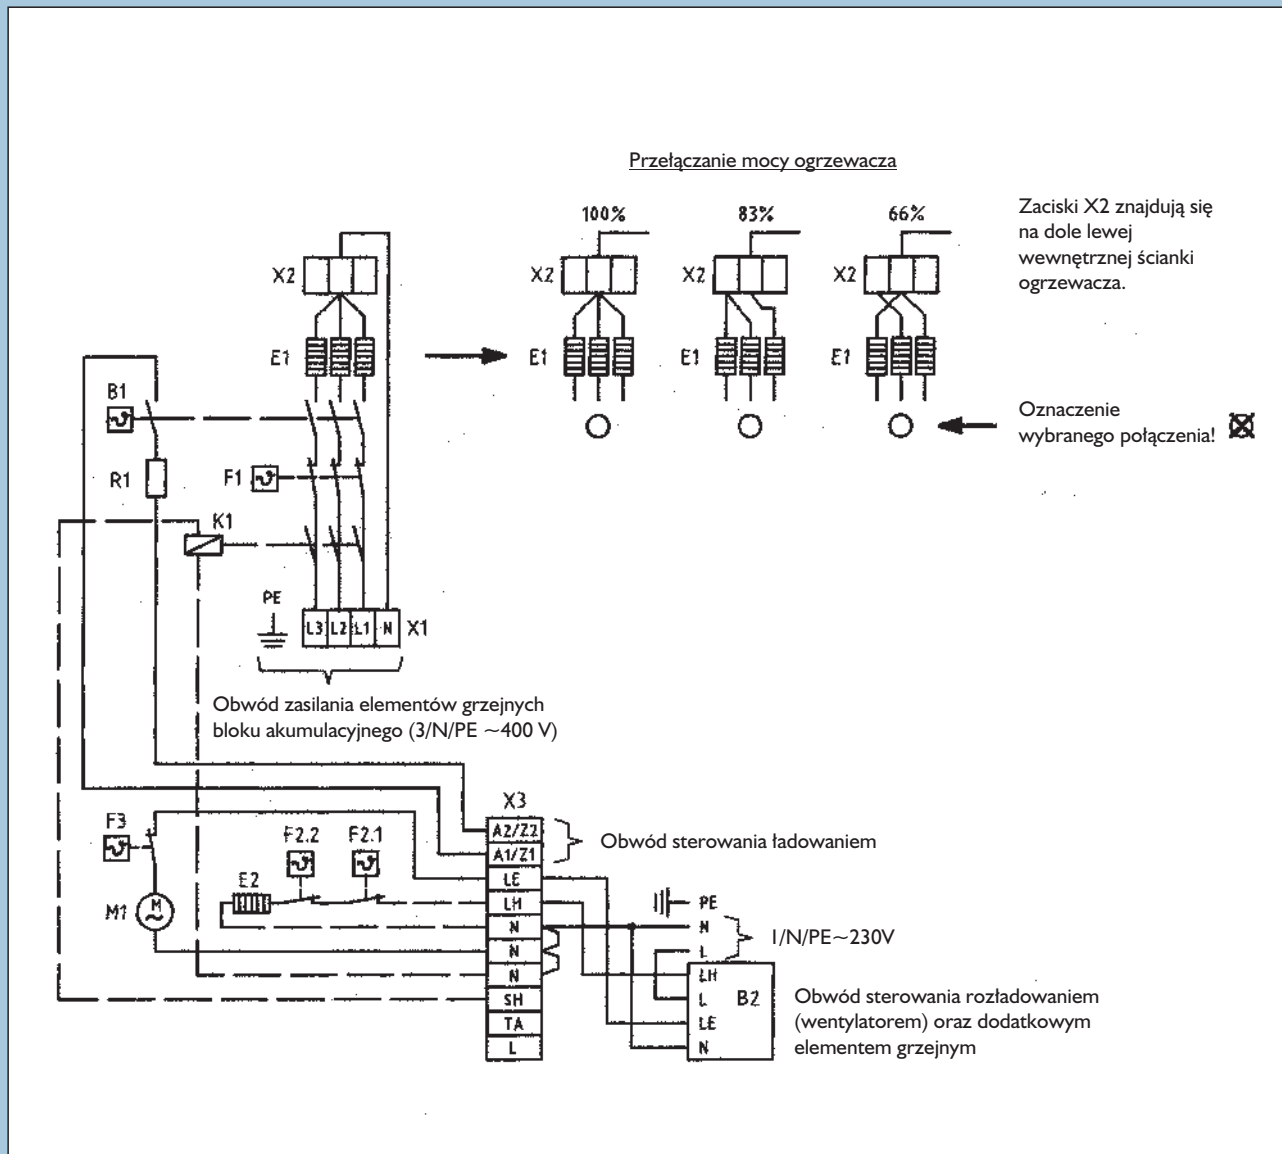 Przełączanie mocy ogrzewacza
100%
83%
66%
Zaciski X2 znajdują się
na dole lewej
wewnętrznej ścianki
ogrzewacza.
X2
X2
X2
X2
E1
E1
E1
E1
B1
Oznaczenie
wybranego połączenia!
R1
F1
K1
PE
L3 L2 L1 N X1
Obwód zasilania elementów grzejnych
bloku akumulacyjnego (3/N/PE ~400 V)
X3
F3
F2.2
F2.1
A2/Z2
Obwód sterowania ładowaniem
A1/Z1
E2
LE
M1
M
LH
PE
N
N
1/N/PE~230V
N
L
N
LH
SH
L
B2
Obwód sterowania rozładowaniem
(wentylatorem) oraz dodatkowym
elementem grzejnym
TA
LE
L
N